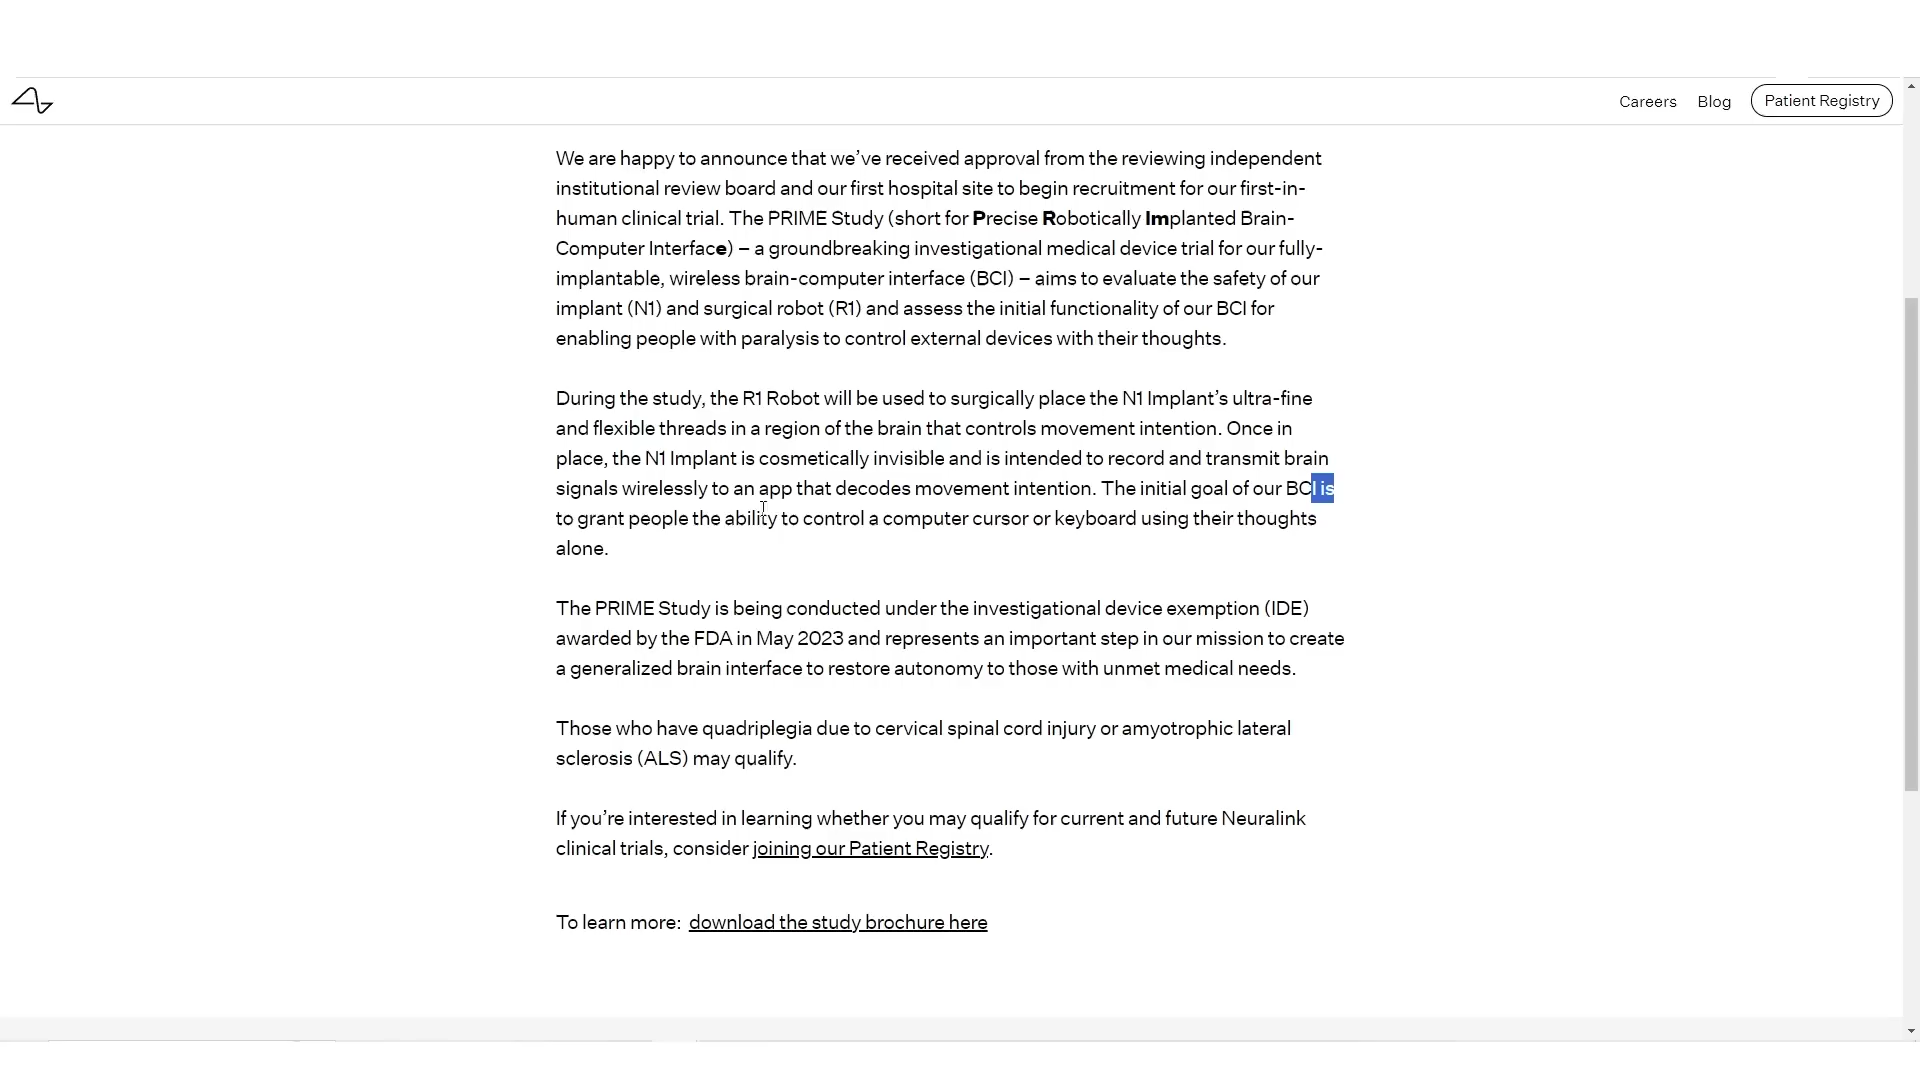 Careers Blog Patient Registry
We are happy to announce that we’ve received approval from the reviewing independent
institutional review board and our first hospital site to begin recruitment for our first-in-
human clinical trial. The PRIME Study (short for Precise Robotically Implanted Brain-
Computer Interface) – a groundbreaking investigational medical device trial for our fully-
implantable, wireless brain-computer interface (BCI) – aims to evaluate the safety of our
implant (N1) and surgical robot (R1) and assess the initial functionality of our BCI for
enabling people with paralysis to control external devices with their thoughts.
During the study, the R1 Robot will be used to surgically place the N1 Implant’s ultra-fine
and flexible threads in a region of the brain that controls movement intention. Once in
place, the N1 Implant is cosmetically invisible and is intended to record and transmit brain
signals wirelessly to an app that decodes movement intention. The initial goal of our BCI is
to grant people the ability to control a computer cursor or keyboard using their thoughts
alone.
The PRIME Study is being conducted under the investigational device exemption (IDE)
awarded by the FDA in May 2023 and represents an important step in our mission to create
a generalized brain interface to restore autonomy to those with unmet medical needs.
Those who have quadriplegia due to cervical spinal cord injury or amyotrophic lateral
sclerosis (ALS) may qualify.
If you’re interested in learning whether you may qualify for current and future Neuralink
clinical trials, consider joining our Patient Registry.
To learn more: download the study brochure here